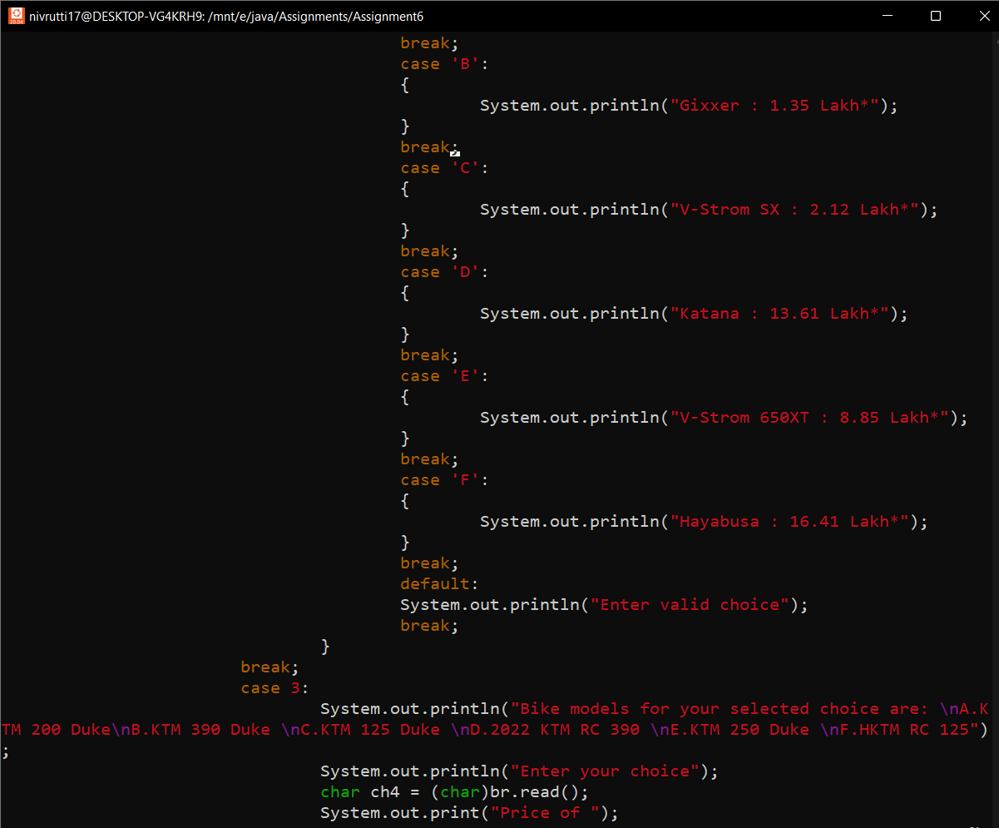 nivrutti17@DESKTOP-VG4KRH9: /mnt/e/java/Assignments/Assignment6
break;
case 'B':
{
System.out.println("Gixxer : 1.35 Lakh*");
}
break;
case 'C':
{
System.out.println("V-Strom SX : 2.12 Lakh*");
}
break;
case 'D':
{
System.out.println("Katana : 13.61 Lakh*");
}
break;
case 'E':
{
System.out.println("V-Strom 650XT : 8.85 Lakh*");
}
break;
case 'F':
{
System.out.println("Hayabusa : 16.41 Lakh*");
}
break;
default:
System.out.println("Enter valid choice");
break;
}
break;
case 3:
System.out.println("Bike models for your selected choice are: \nA.K
TM 200 Duke\nB.KTM 390 Duke \nC.KTM 125 Duke \nD.2022 KTM RC 390 \nE.KTM 250 Duke \nF.HKTM RC 125")
;
System.out.println("Enter your choice");
char ch4 = (char)br.read();
System.out.print("Price of ");